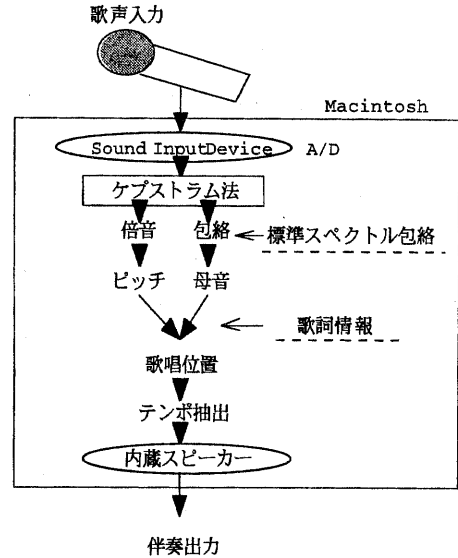 歌声入力
Macintosh
Sound InputDevice A/D
ケプストラム法
倍音 包絡 標準スペクトル包絡
ピッチ 母音
歌詞情報
歌唱位置
テンポ抽出
内蔵スピーカー
伴奏出力